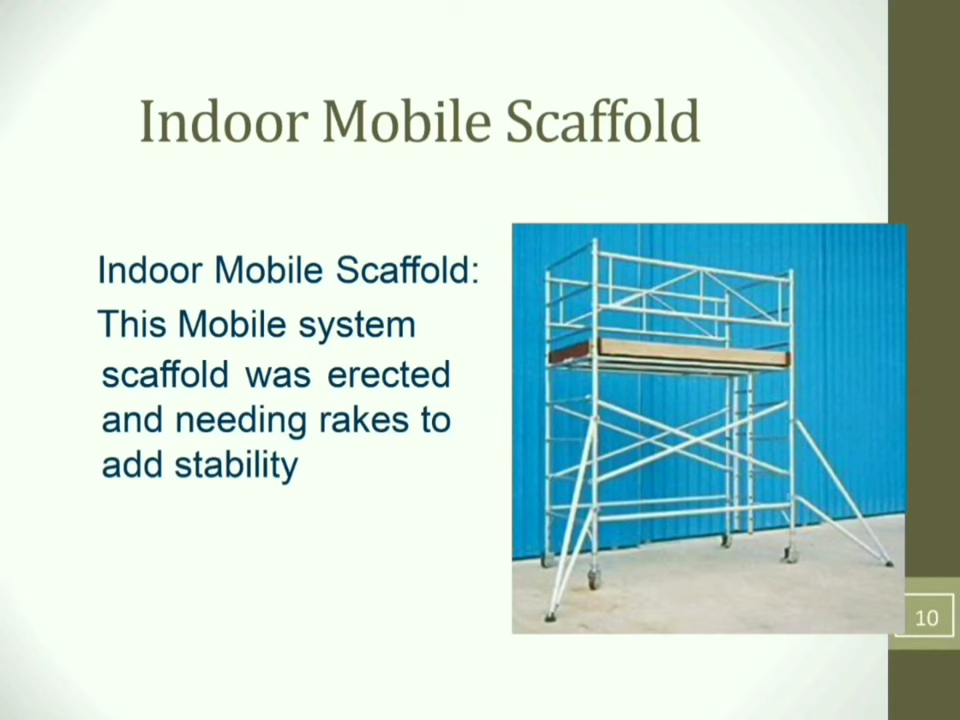 Indoor Mobile Scaffold
Indoor Mobile Scaffold:
This Mobile system
scaffold was erected
and needing rakes to
add stability
10